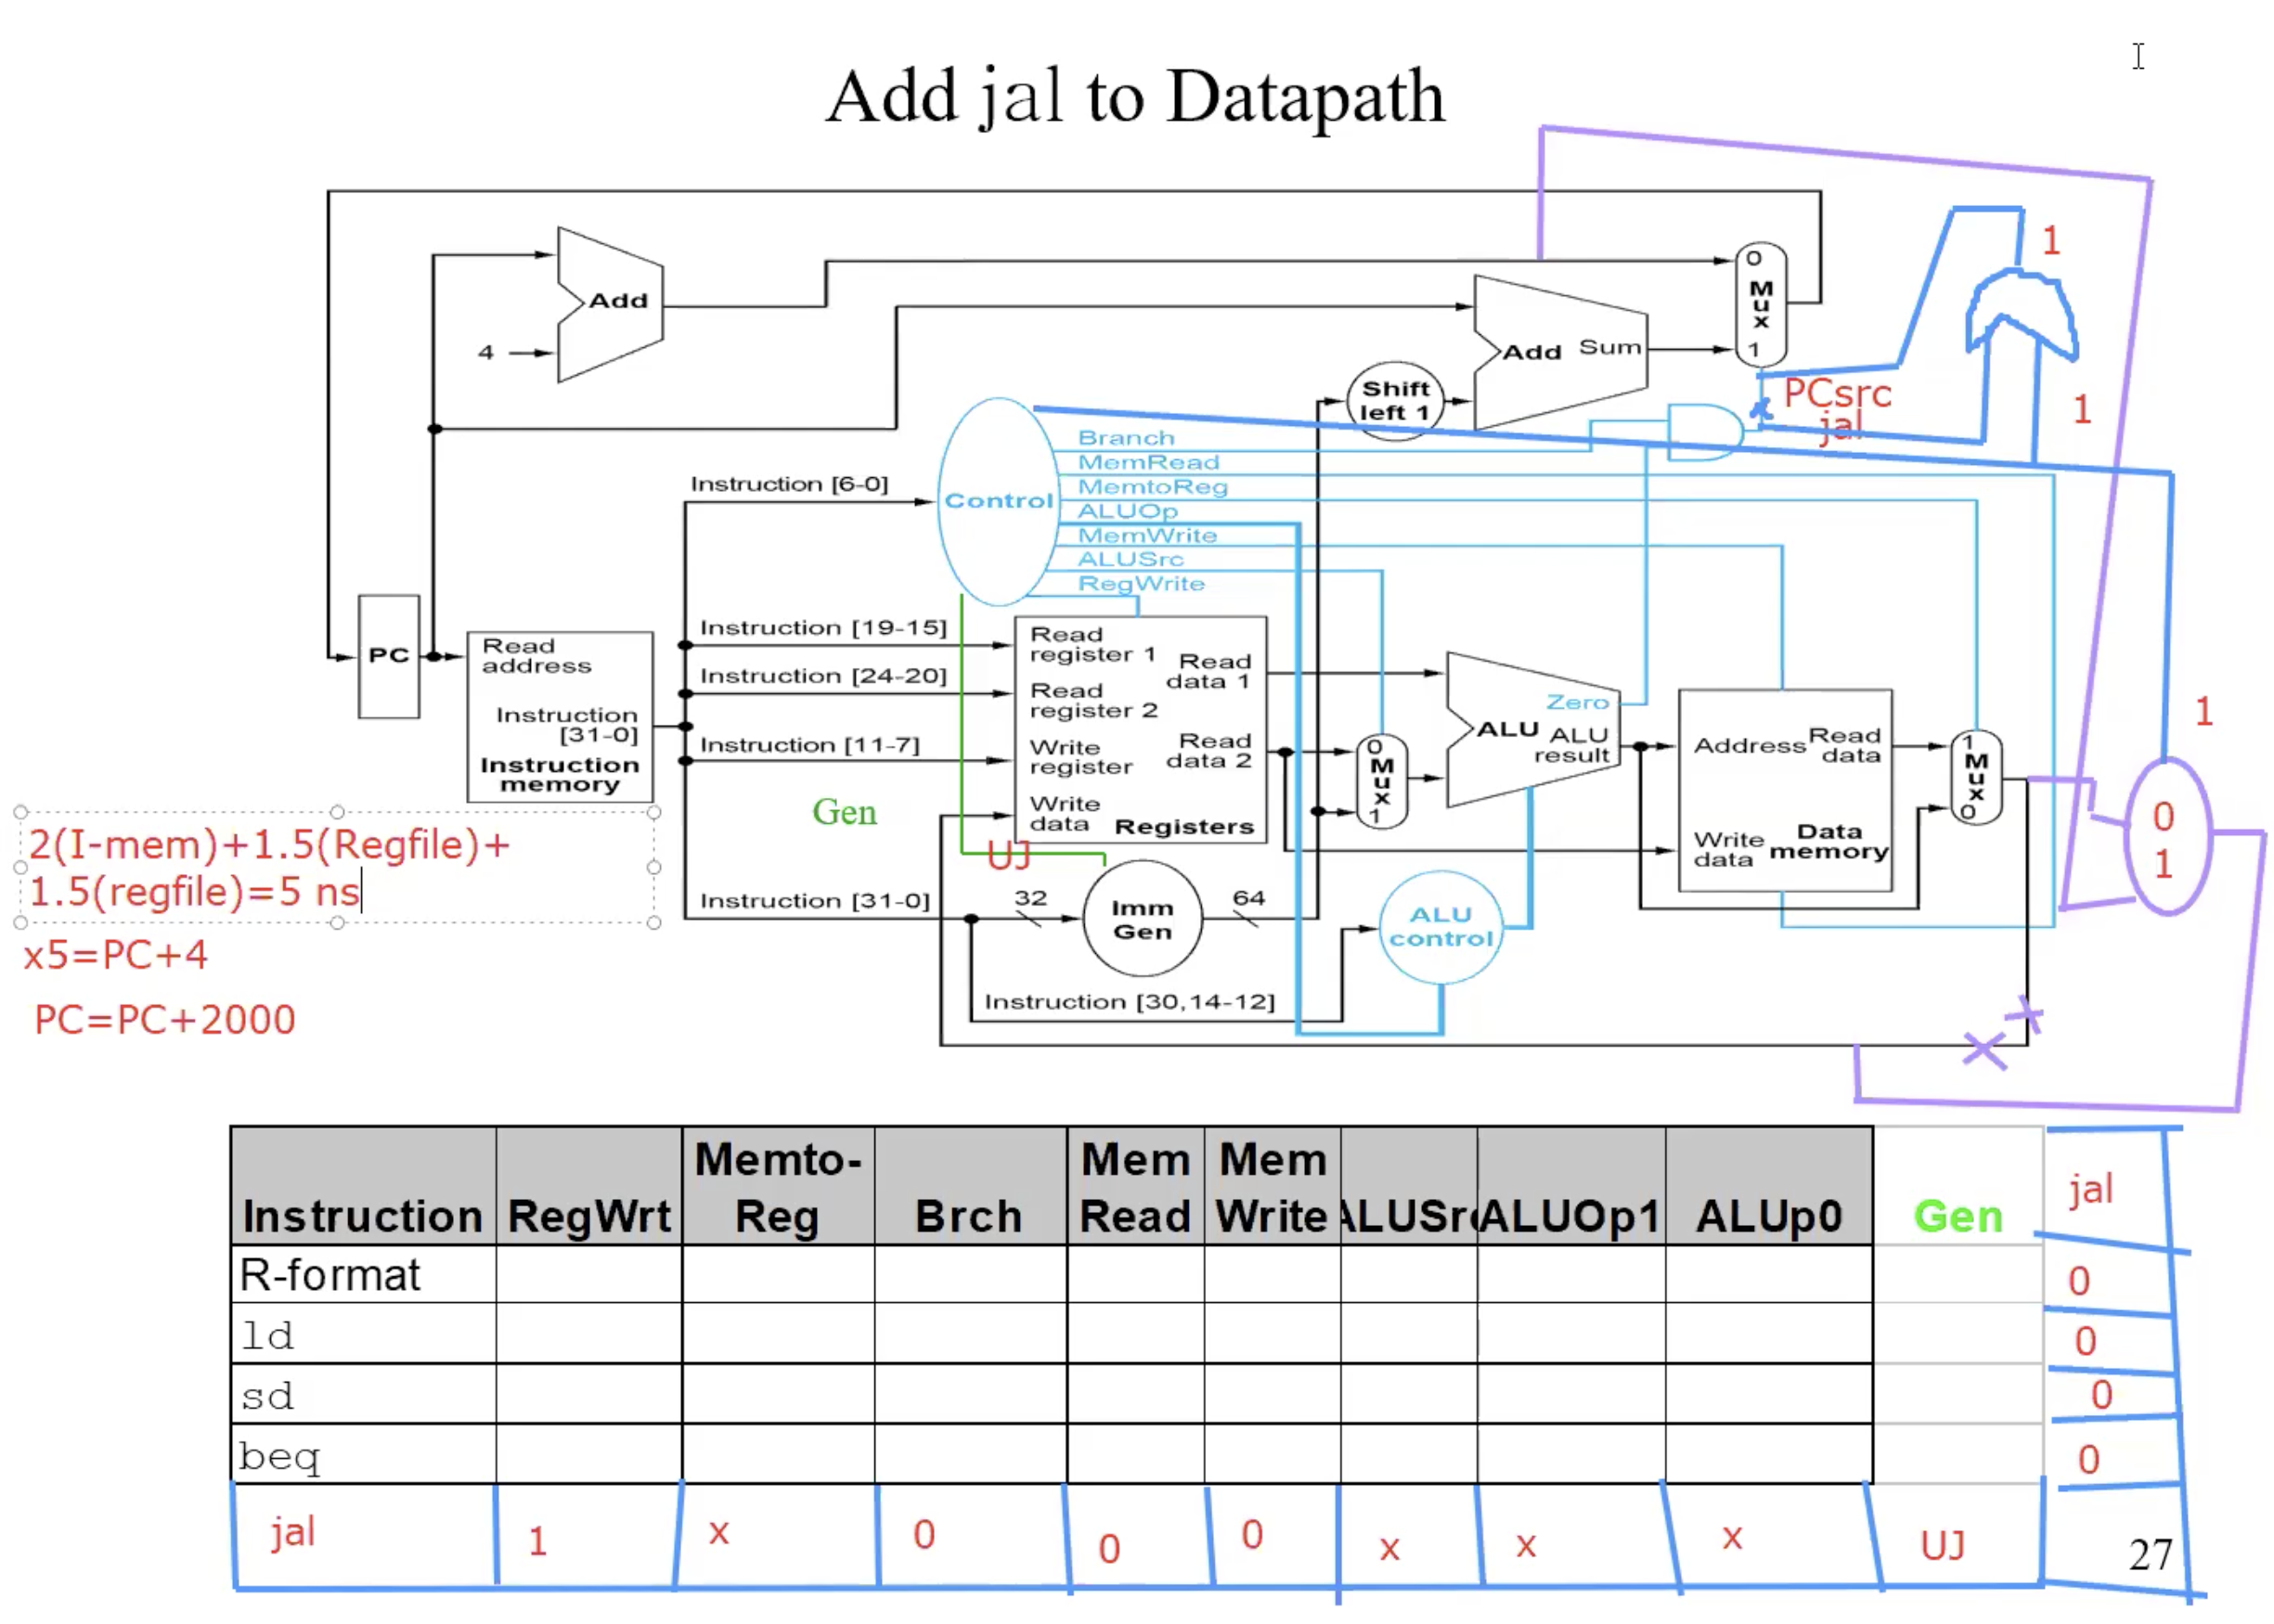 Add jal to Datapath
1
Add
4
0
Mux
1
Add Sum
Shift
left 1
PCsrc
jal
1
Branch
MemRead
MemtoReg
ALUOp
MemWrite
ALUSrc
RegWrite
Control
Instruction [6-0]
Instruction [19-15]
Instruction [24-20]
Instruction [11-7]
Instruction [31-0]
PC
Read
address
Instruction
[31-0]
Instruction
memory
Read
register 1
Read
data 1
Read
register 2
Write
register
Read
data 2
Write
data
Registers
Gen
UJ
0
Mux
1
Zero
ALU
ALU
result
Address
Read
data
Write
data
Data
memory
1
Mux
0
1
0
1
32
Imm
Gen
64
ALU
control
Instruction [30,14-12]
2(I-mem)+1.5(Regfile)+
1.5(regfile)=5 ns
x5=PC+4
PC=PC+2000
Instruction RegWrt Memto-Reg Brch Mem Read Mem Write ALUSrc ALUOp1 ALUp0 Gen jal
R-format 0
ld 0
sd 0
beq 0
jal 1 x 0 0 0 x x x UJ
27